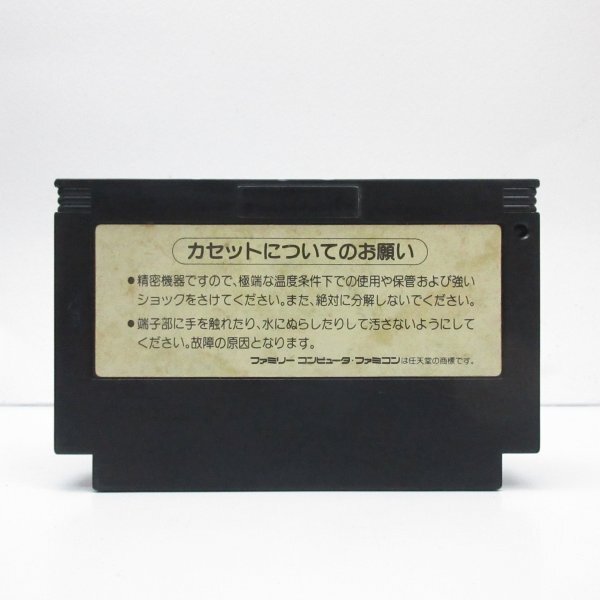 カセットについてのお願い
●精密機器ですので、極端な温度条件下での使用や保管および強い
ショックをさけてください。また、絶対に分解しないでください。
●端子部に手を触れたり、水にぬらしたりして汚さないようにして
ください。故障の原因となります。
ファミリー コンピュータ・ファミコンは任天堂の商標です。